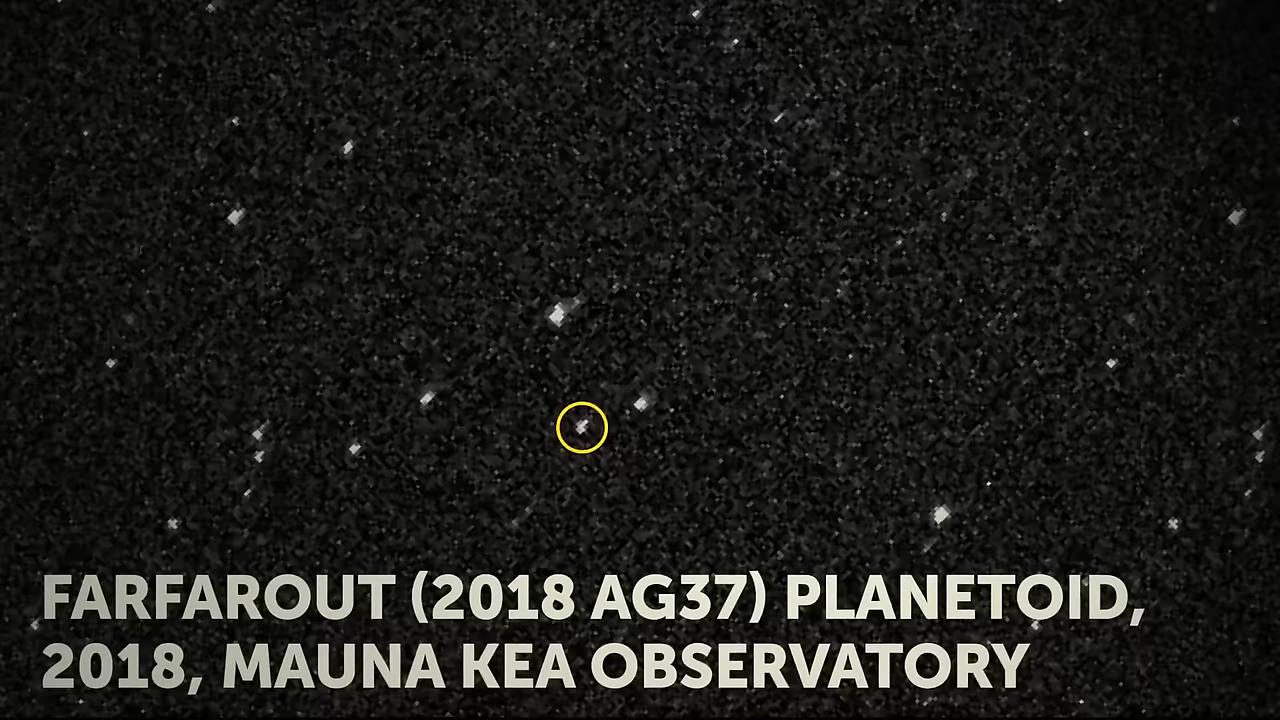 FARFAROUT (2018 AG37) PLANETOID,
2018, MAUNA KEA OBSERVATORY